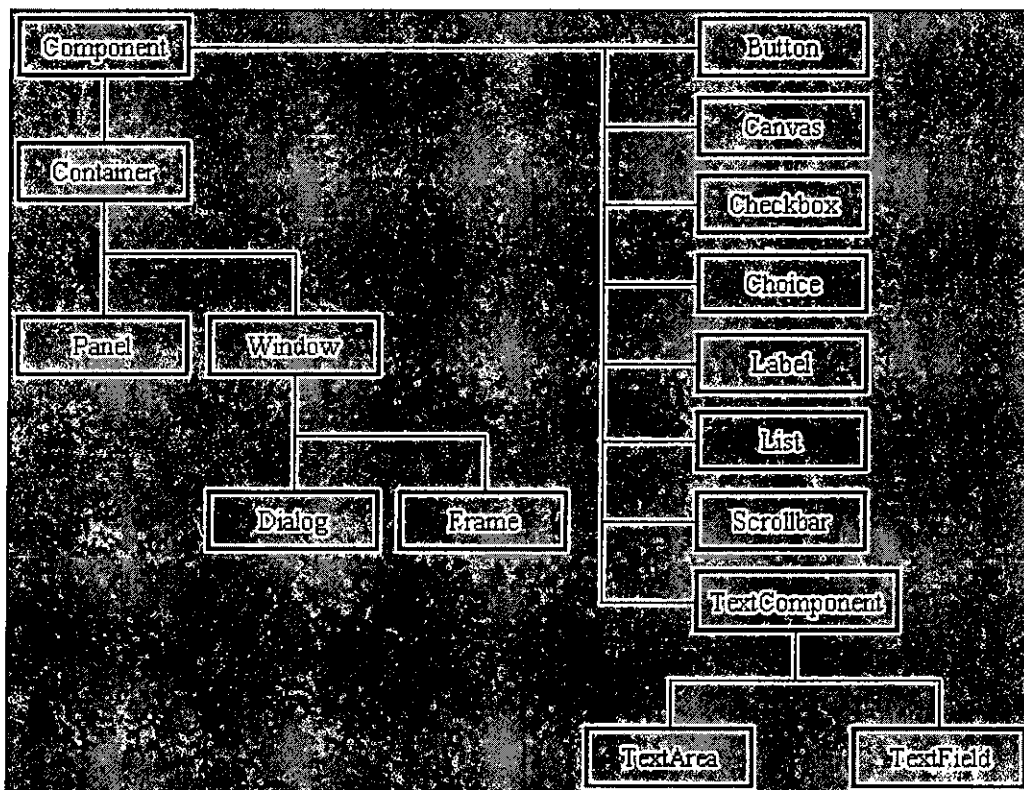 Component
Button
Canvas
Container
Checkbox
Choice
Panel
Window
Label
List
Dialog
Frame
Scrollbar
TextComponent
TextArea
TextField